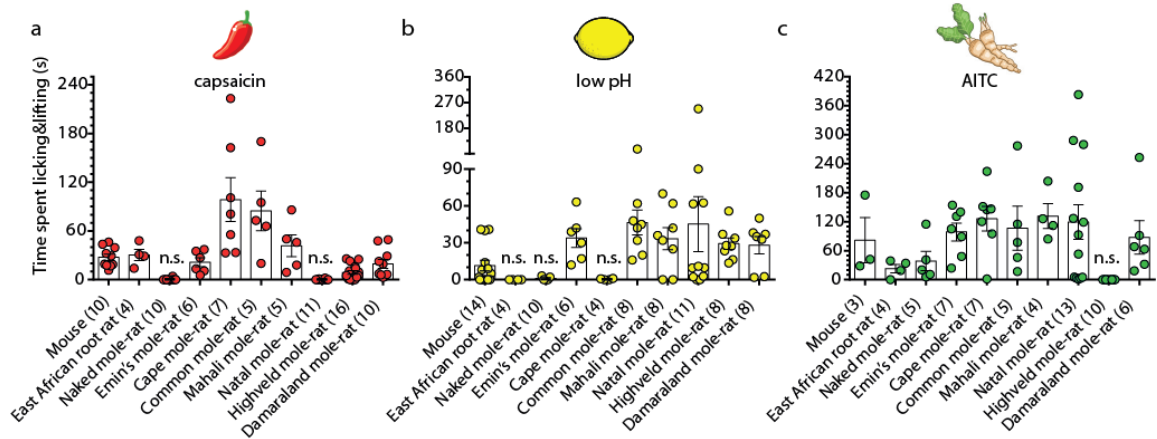 a
capsaicin
Time spent licking&lifting (s)
240
180
120
60
0
n.s.
n.s.
Mouse (10)
East African root rat (4)
Naked mole-rat (10)
Emin's mole-rat (6)
Cape mole-rat (7)
Common mole-rat (5)
Mahali mole-rat (5)
Natal mole-rat (11)
Highveld mole-rat (16)
Damaraland mole-rat (10)
b
low pH
360
270
180
90
60
30
0
n.s.
n.s.
n.s.
Mouse (14)
East African root rat (4)
Naked mole-rat (10)
Emin's mole-rat (6)
Cape mole-rat (4)
Common mole-rat (8)
Mahali mole-rat (8)
Natal mole-rat (11)
Highveld mole-rat (8)
Damaraland mole-rat (8)
c
AITC
420
360
300
240
180
120
60
0
n.s.
Mouse (3)
East African root rat (4)
Naked mole-rat (5)
Emin's mole-rat (7)
Cape mole-rat (7)
Common mole-rat (5)
Mahali mole-rat (4)
Natal mole-rat (13)
Highveld mole-rat (10)
Damaraland mole-rat (6)